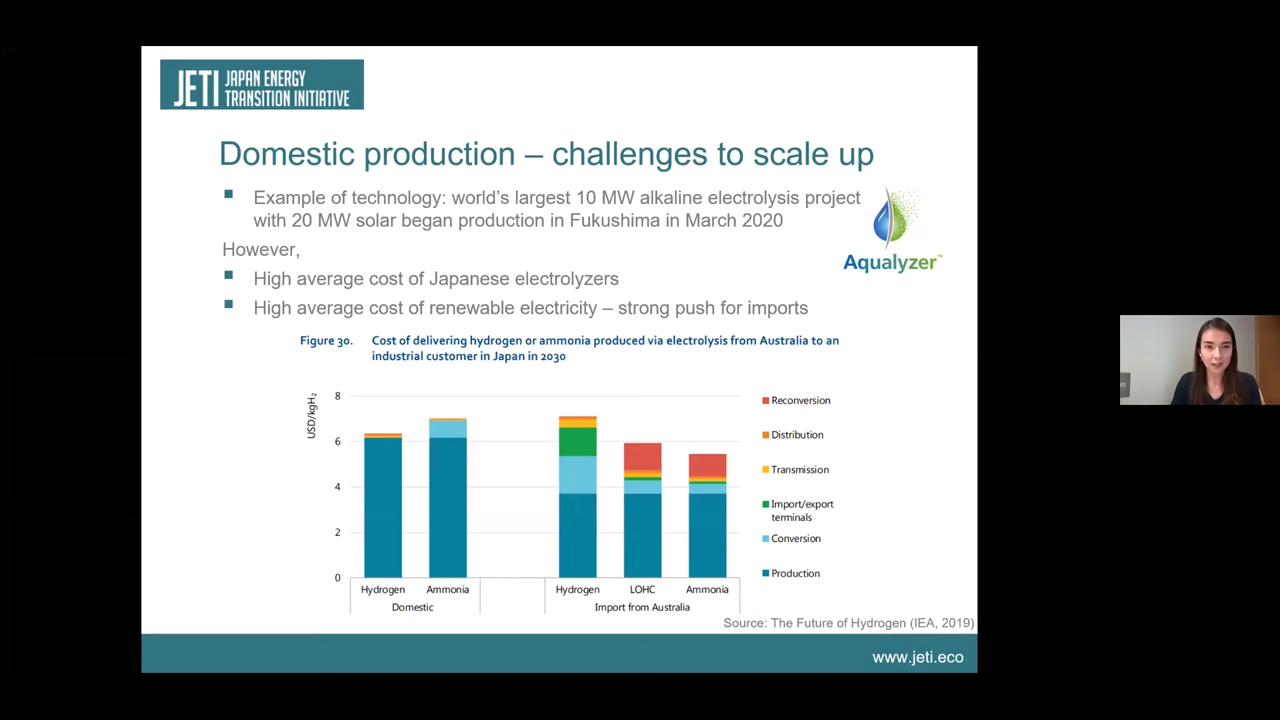 JETI JAPAN ENERGY
TRANSITION INITIATIVE
Domestic production – challenges to scale up
Example of technology: world's largest 10 MW alkaline electrolysis project
with 20 MW solar began production in Fukushima in March 2020
However,
High average cost of Japanese electrolyzers
High average cost of renewable electricity – strong push for imports
Aqualyzer™
Figure 30. Cost of delivering hydrogen or ammonia produced via electrolysis from Australia to an
industrial customer in Japan in 2030
USD/kgH₂
8
6
4
2
0
Hydrogen Ammonia Hydrogen LOHC Ammonia
Domestic Import from Australia
Reconversion
Distribution
Transmission
Import/export
terminals
Conversion
Production
Source: The Future of Hydrogen (IEA, 2019)
www.jeti.eco